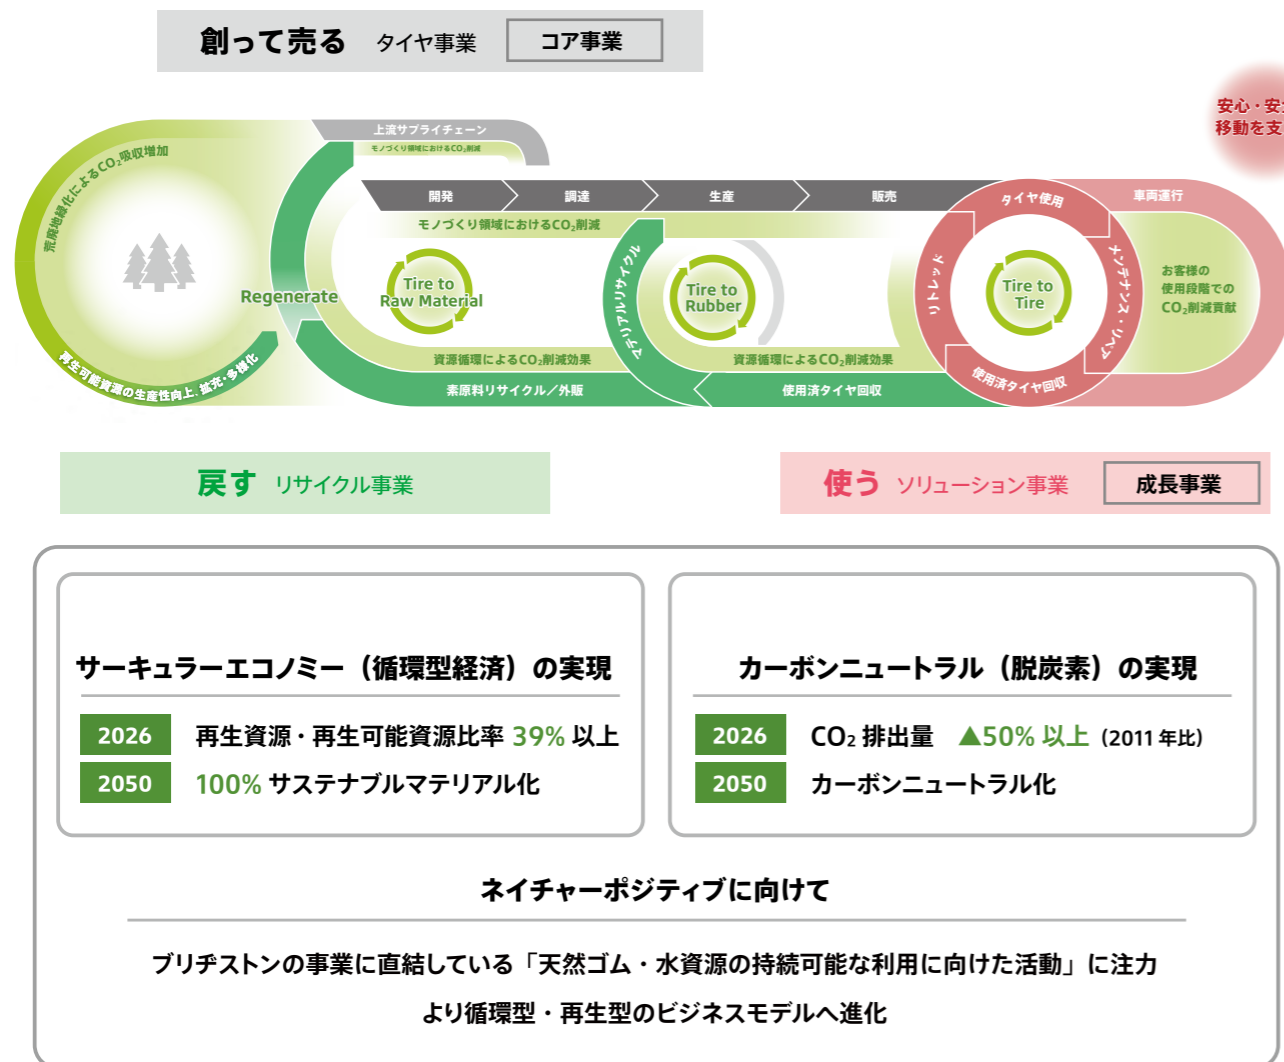 創って売る タイヤ事業 コア事業
安心・安
移動を支
上流サプライチェーン
モノづくり領域におけるCO₂削減
荒廃地緑化によるCO₂吸収増加
開発 調達 生産 販売
タイヤ使用
車両運行
モノづくり領域におけるCO₂削減
Regenerate
Tire to
Raw Material
マテリアルリサイクル
Tire to
Rubber
リトレッド
Tire to
Tire
メンテナンス・リペア
お客様の
使用段階での
CO₂削減貢献
再生可能資源の生産性向上、拡充・多様化
資源循環によるCO₂削減効果
資源循環によるCO₂削減効果
素原料リサイクル／外販
使用済タイヤ回収
使用済タイヤ回収
戻す リサイクル事業
使う ソリューション事業 成長事業
サーキュラーエコノミー（循環型経済）の実現
2026 再生資源・再生可能資源比率 39% 以上
2050 100% サステナブルマテリアル化
カーボンニュートラル（脱炭素）の実現
2026 CO₂ 排出量 ▲50% 以上（2011 年比）
2050 カーボンニュートラル化
ネイチャーポジティブに向けて
ブリヂストンの事業に直結している「天然ゴム・水資源の持続可能な利用に向けた活動」に注力
より循環型・再生型のビジネスモデルへ進化